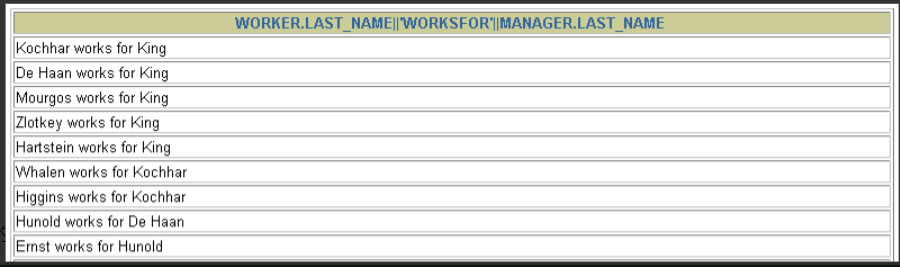 WORKER.LAST_NAME||'WORKSFOR'||MANAGER.LAST_NAME
Kochhar works for King
De Haan works for King
Mourgos works for King
Zlotkey works for King
Hartstein works for King
Whalen works for Kochhar
Higgins works for Kochhar
Hunold works for De Haan
Ernst works for Hunold